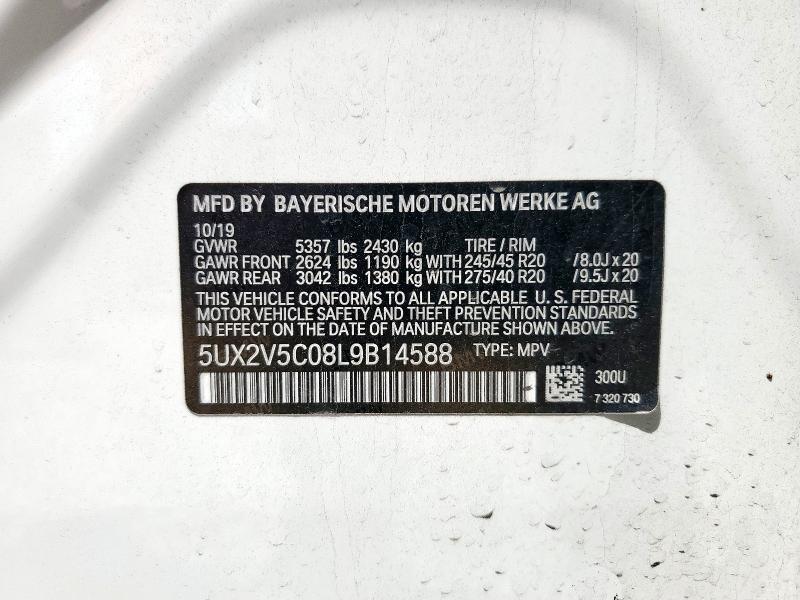 MFD BY BAYERISCHE MOTOREN WERKE AG
10/19
GVWR 5357 lbs 2430 kg TIRE / RIM
GAWR FRONT 2624 lbs 1190 kg WITH 245/45 R20 /8.0J x 20
GAWR REAR 3042 lbs 1380 kg WITH 275/40 R20 /9.5J x 20
THIS VEHICLE CONFORMS TO ALL APPLICABLE U. S. FEDERAL
MOTOR VEHICLE SAFETY AND THEFT PREVENTION STANDARDS
IN EFFECT ON THE DATE OF MANUFACTURE SHOWN ABOVE.
5UX2V5C08L9B14588 TYPE: MPV
300U
7 320 730